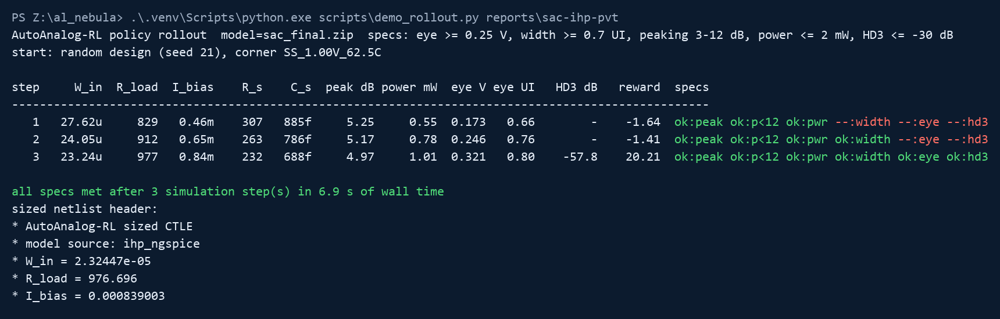 PS Z:\al_nebula> .\.venv\Scripts\python.exe scripts\demo_rollout.py reports\sac-ihp-pvt
AutoAnalog-RL policy rollout  model=sac_final.zip  specs: eye >= 0.25 V, width >= 0.7 UI, peaking 3-12 dB, power <= 2 mW, HD3 <= -30 dB
start: random design (seed 21), corner SS_1.00V_62.5C
step     W_in  R_load  I_bias    R_s    C_s  peak dB power mW  eye V eye UI   HD3 dB   reward  specs
----------------------------------------------------------------------------------------------------
   1   27.62u     829   0.46m    307   885f     5.25     0.55  0.173   0.66        -    -1.64  ok:peak ok:p<12 ok:pwr --:width --:eye --:hd3
   2   24.05u     912   0.65m    263   786f     5.17     0.78  0.246   0.76        -    -1.41  ok:peak ok:p<12 ok:pwr ok:width --:eye --:hd3
   3   23.24u     977   0.84m    232   688f     4.97     1.01  0.321   0.80    -57.8    20.21  ok:peak ok:p<12 ok:pwr ok:width ok:eye ok:hd3
all specs met after 3 simulation step(s) in 6.9 s of wall time
sized netlist header:
* AutoAnalog-RL sized CTLE
* model source: ihp_ngspice
* W_in = 2.32447e-05
* R_load = 976.696
* I_bias = 0.000839003